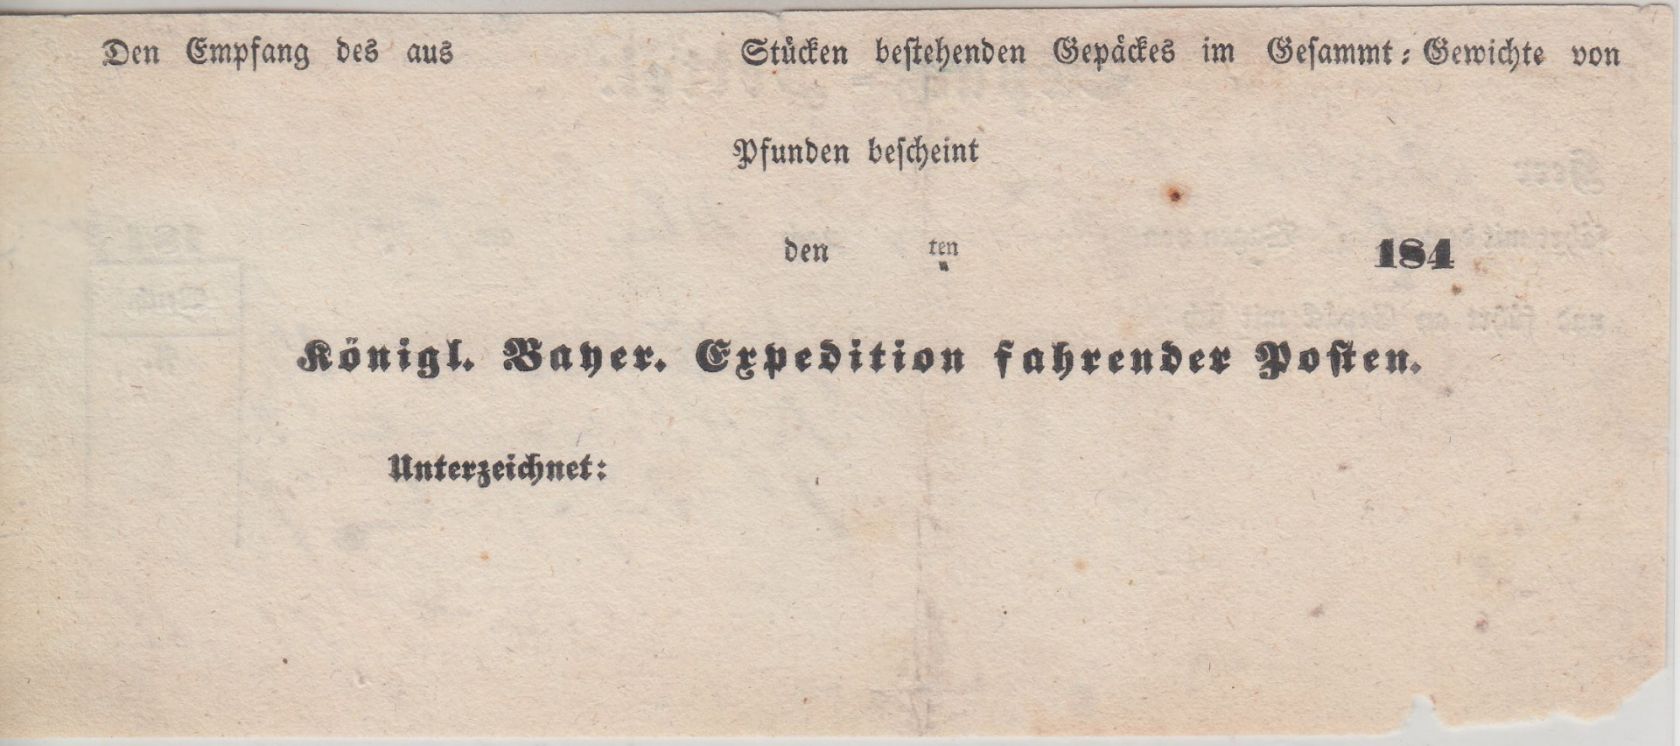 Den Empfang des aus Stücken bestehenden Gepäckes im Gesammt-Gewichte von
Pfunden bescheint
den ten 184
Königl. Bayer. Expedition fahrender Posten.
Unterzeichnet: